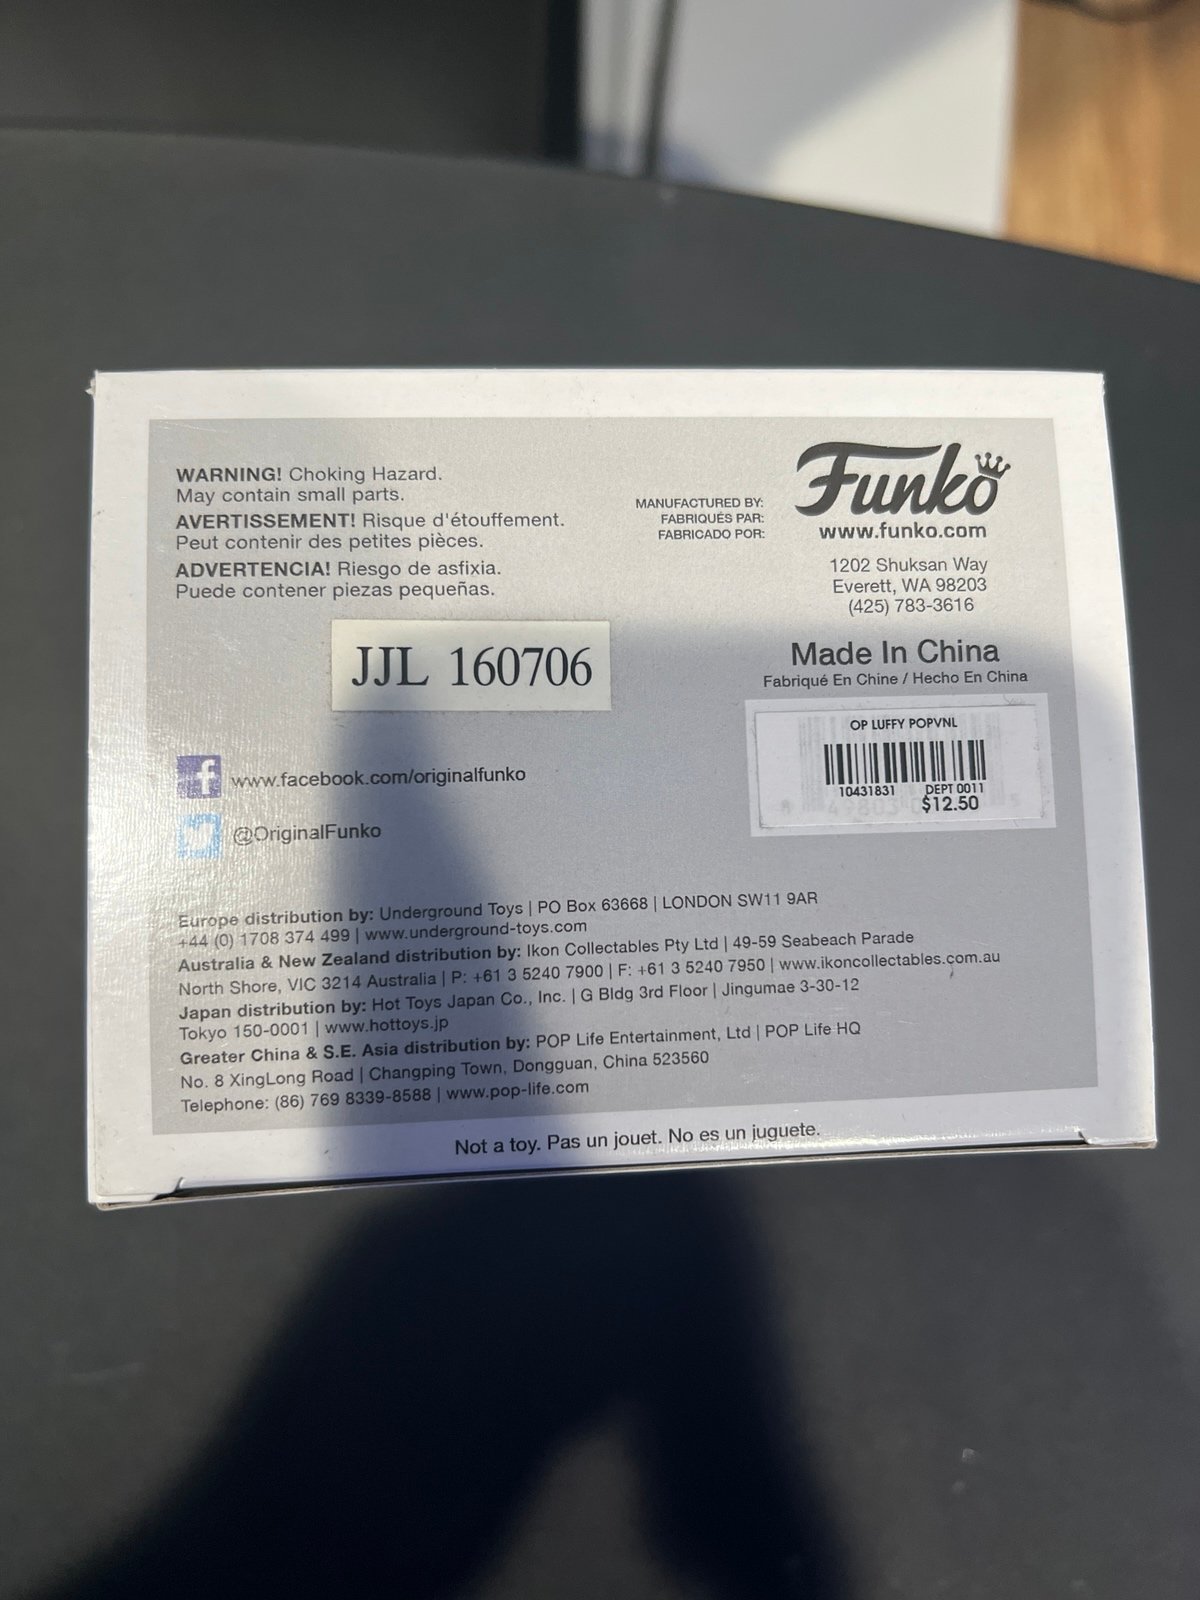 WARNING! Choking Hazard.
May contain small parts.
AVERTISSEMENT! Risque d'étouffement.
Peut contenir des petites pièces.
ADVERTENCIA! Riesgo de asfixia.
Puede contener piezas pequeñas.
MANUFACTURED BY:
FABRIQUÉS PAR:
FABRICADO POR:
Funko
www.funko.com
1202 Shuksan Way
Everett, WA 98203
(425) 783-3616
Made In China
Fabriqué En Chine / Hecho En China
JJL 160706
OP LUFFY POPVNL
10431831 DEPT 0011
$12.50
f www.facebook.com/originalfunko
@OriginalFunko
Europe distribution by: Underground Toys | PO Box 63668 | LONDON SW11 9AR
+44 (0) 1708 374 499 | www.underground-toys.com
Australia & New Zealand distribution by: Ikon Collectables Pty Ltd | 49-59 Seabeach Parade
North Shore, VIC 3214 Australia | P: +61 3 5240 7900 | F: +61 3 5240 7950 | www.ikoncollectables.com.au
Japan distribution by: Hot Toys Japan Co., Inc. | G Bldg 3rd Floor | Jingumae 3-30-12
Tokyo 150-0001 | www.hottoys.jp
Greater China & S.E. Asia distribution by: POP Life Entertainment, Ltd | POP Life HQ
No. 8 XingLong Road | Changping Town, Dongguan, China 523560
Telephone: (86) 769 8339-8588 | www.pop-life.com
Not a toy. Pas un jouet. No es un juguete.